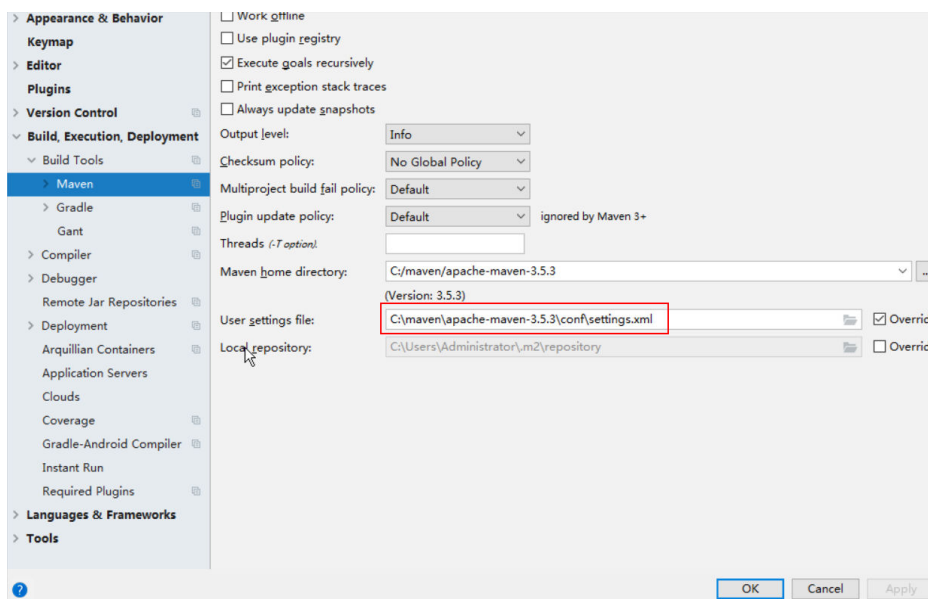 Appearance & Behavior
Keymap
Editor
Plugins
Version Control
Build, Execution, Deployment
Build Tools
Maven
Gradle
Gant
Compiler
Debugger
Remote Jar Repositories
Deployment
Arquillian Containers
Application Servers
Clouds
Coverage
Gradle-Android Compiler
Instant Run
Required Plugins
Languages & Frameworks
Tools
Work offline
Use plugin registry
Execute goals recursively
Print exception stack traces
Always update snapshots
Output level: Info
Checksum policy: No Global Policy
Multiproject build fail policy: Default
Plugin update policy: Default ignored by Maven 3+
Threads (-T option).
Maven home directory: C:/maven/apache-maven-3.5.3 ..
(Version: 3.5.3)
User settings file: C:\maven\apache-maven-3.5.3\conf\settings.xml Overric
Local repository: C:\Users\Administrator\.m2\repository Overric
? OK Cancel Apply